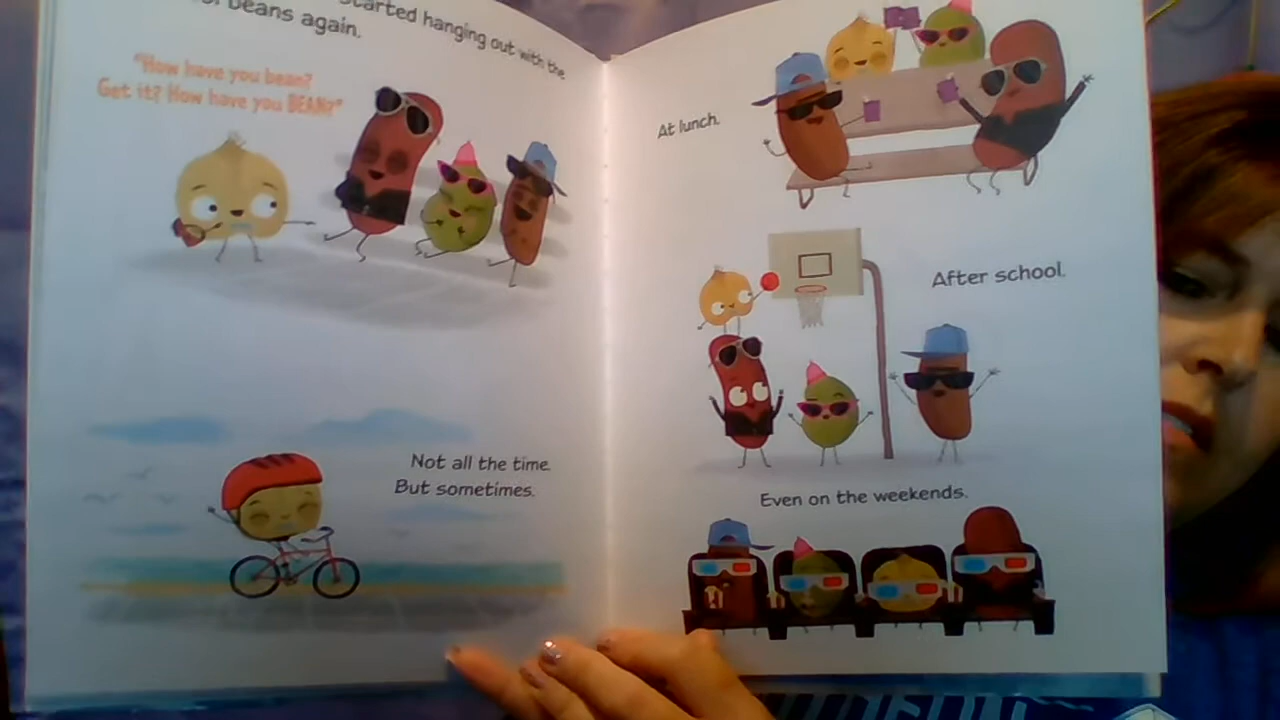 started hanging out with the
beans again.
"How have you bean?
Get it? How have you BEAN?"
Not all the time.
But sometimes.
At lunch.
After school.
Even on the weekends.